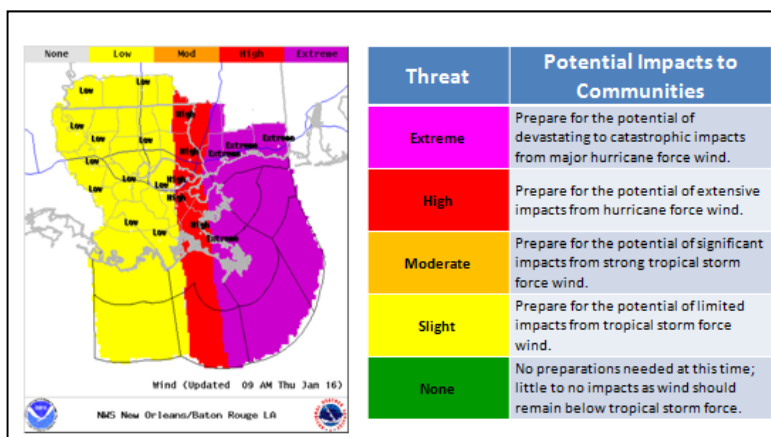 None Low Mod High Extreme
Low Low
Low High
Low Low Low High Extreme Extreme Extreme
Low Low Low High
Low High
Low Low High Extreme
Wind (Updated 09 AM Thu Jan 16)
NWS New Orleans/Baton Rouge LA
Threat
Potential Impacts to
Communities
Extreme
Prepare for the potential of
devastating to catastrophic impacts
from major hurricane force wind.
High
Prepare for the potential of extensive
impacts from hurricane force wind.
Moderate
Prepare for the potential of significant
impacts from strong tropical storm
force wind.
Slight
Prepare for the potential of limited
impacts from tropical storm force
wind.
None
No preparations needed at this time;
little to no impacts as wind should
remain below tropical storm force.